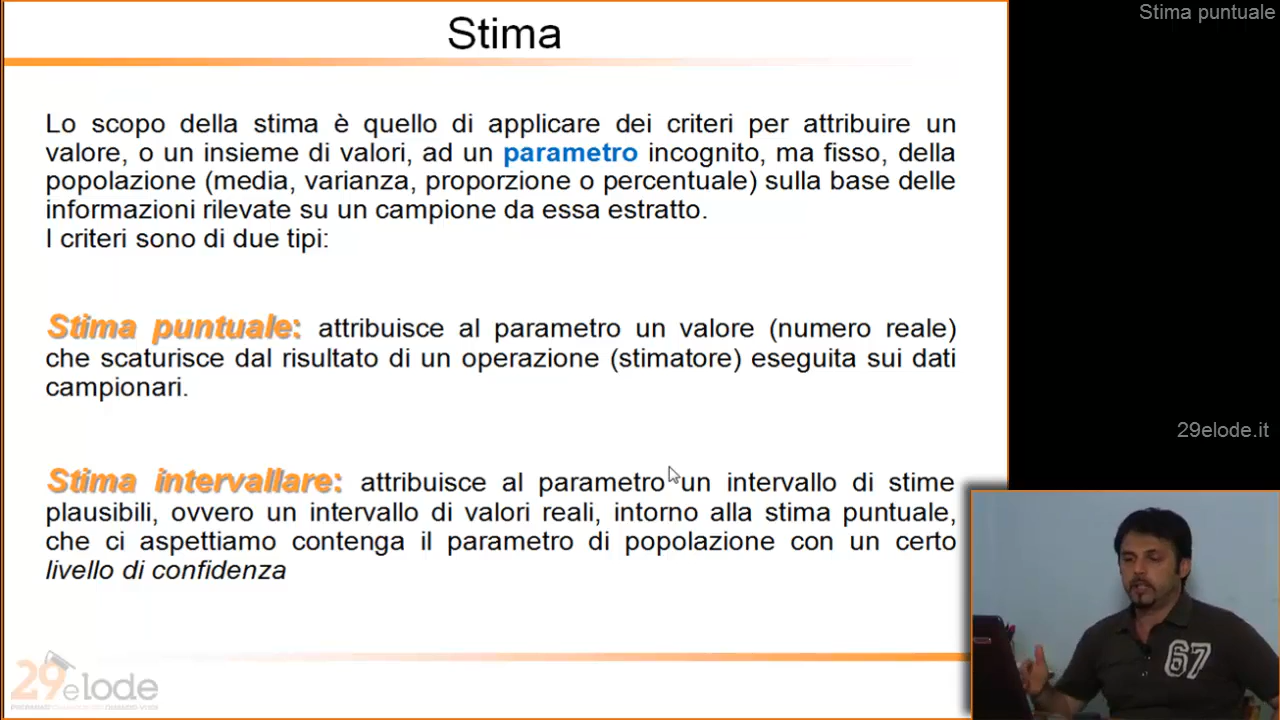 Stima
Stima puntuale
Lo scopo della stima è quello di applicare dei criteri per attribuire un
valore, o un insieme di valori, ad un parametro incognito, ma fisso, della
popolazione (media, varianza, proporzione o percentuale) sulla base delle
informazioni rilevate su un campione da essa estratto.
I criteri sono di due tipi:
Stima puntuale: attribuisce al parametro un valore (numero reale)
che scaturisce dal risultato di un operazione (stimatore) eseguita sui dati
campionari.
29elode.it
Stima intervallare: attribuisce al parametro un intervallo di stime
plausibili, ovvero un intervallo di valori reali, intorno alla stima puntuale,
che ci aspettiamo contenga il parametro di popolazione con un certo
livello di confidenza
67
29elode